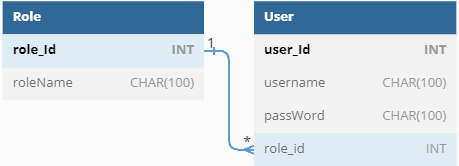 Role
role_Id INT
roleName CHAR(100)
1
*
User
user_Id INT
username CHAR(100)
passWord CHAR(100)
role_id INT